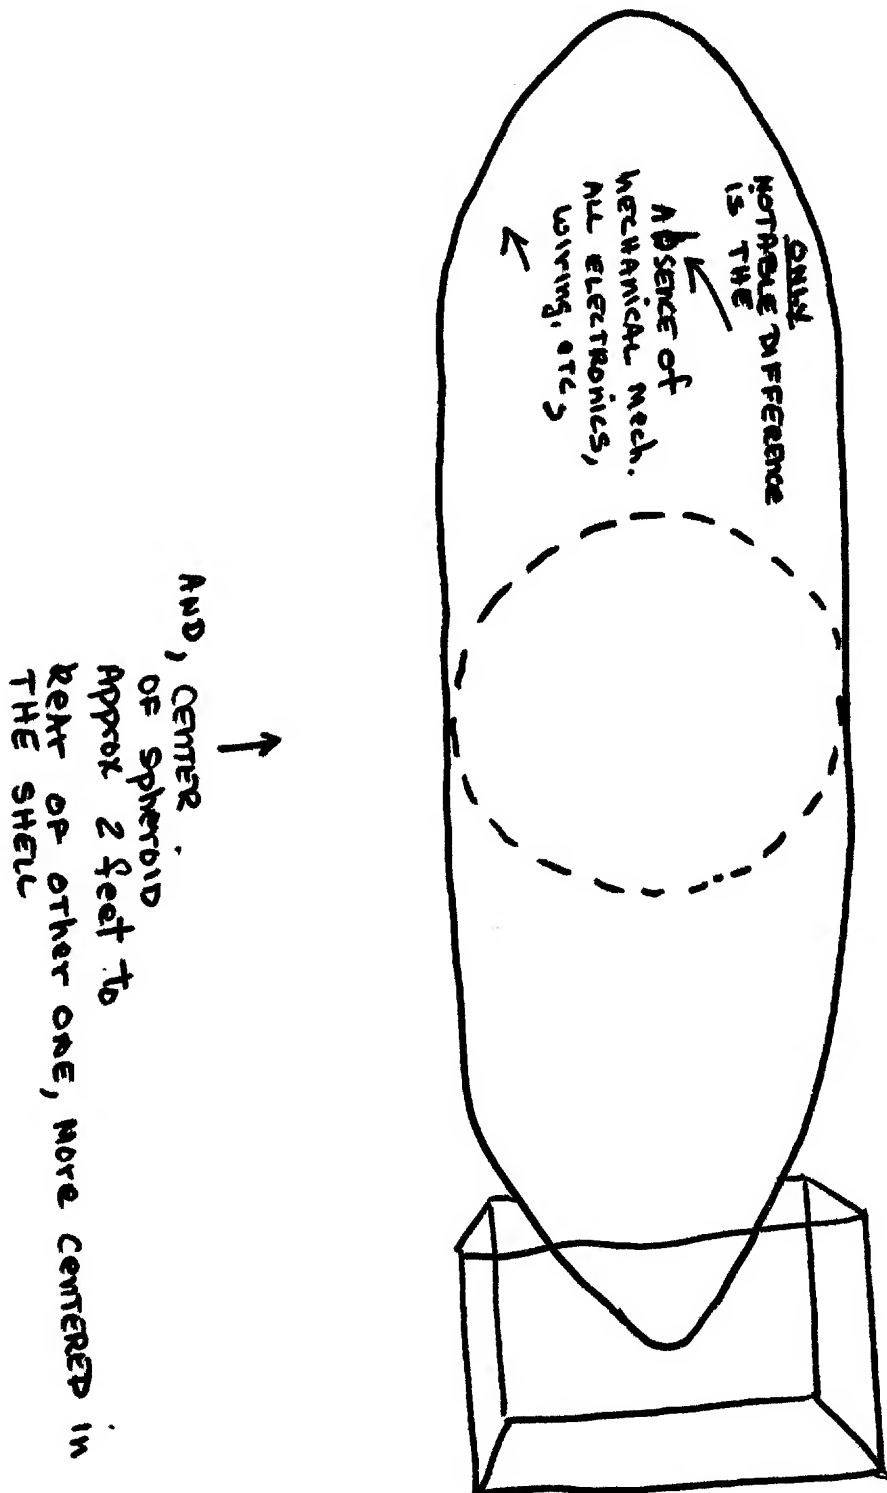 ONLY
NOTABLE DIFFERENCE
IS THE
ABSENCE OF
MECHANICAL MECH.
ALL ELECTRONICS,
WIRING, ETC,
AND, CENTER
OF SPHEROID
APPROX 2 feet to
REAR OF OTHER ONE, MORE CENTERED in
THE SHELL